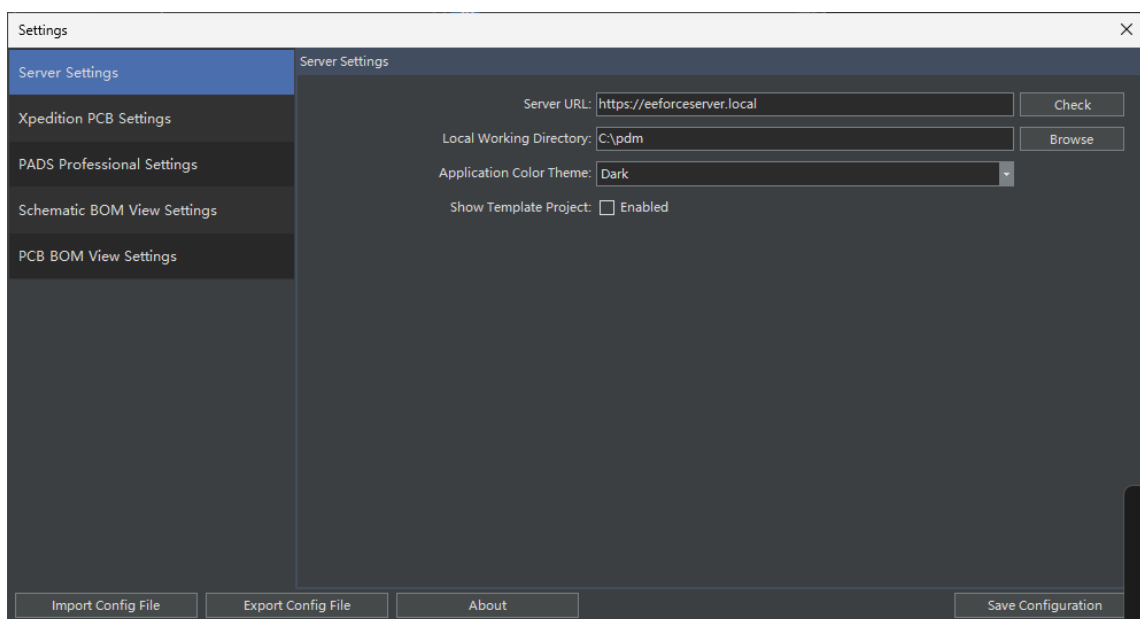 Settings
Server Settings
Xpedition PCB Settings
PADS Professional Settings
Schematic BOM View Settings
PCB BOM View Settings
Server Settings
Server URL: https://eeforceserver.local Check
Local Working Directory: C:\pdm Browse
Application Color Theme: Dark
Show Template Project: Enabled
Import Config File Export Config File About Save Configuration